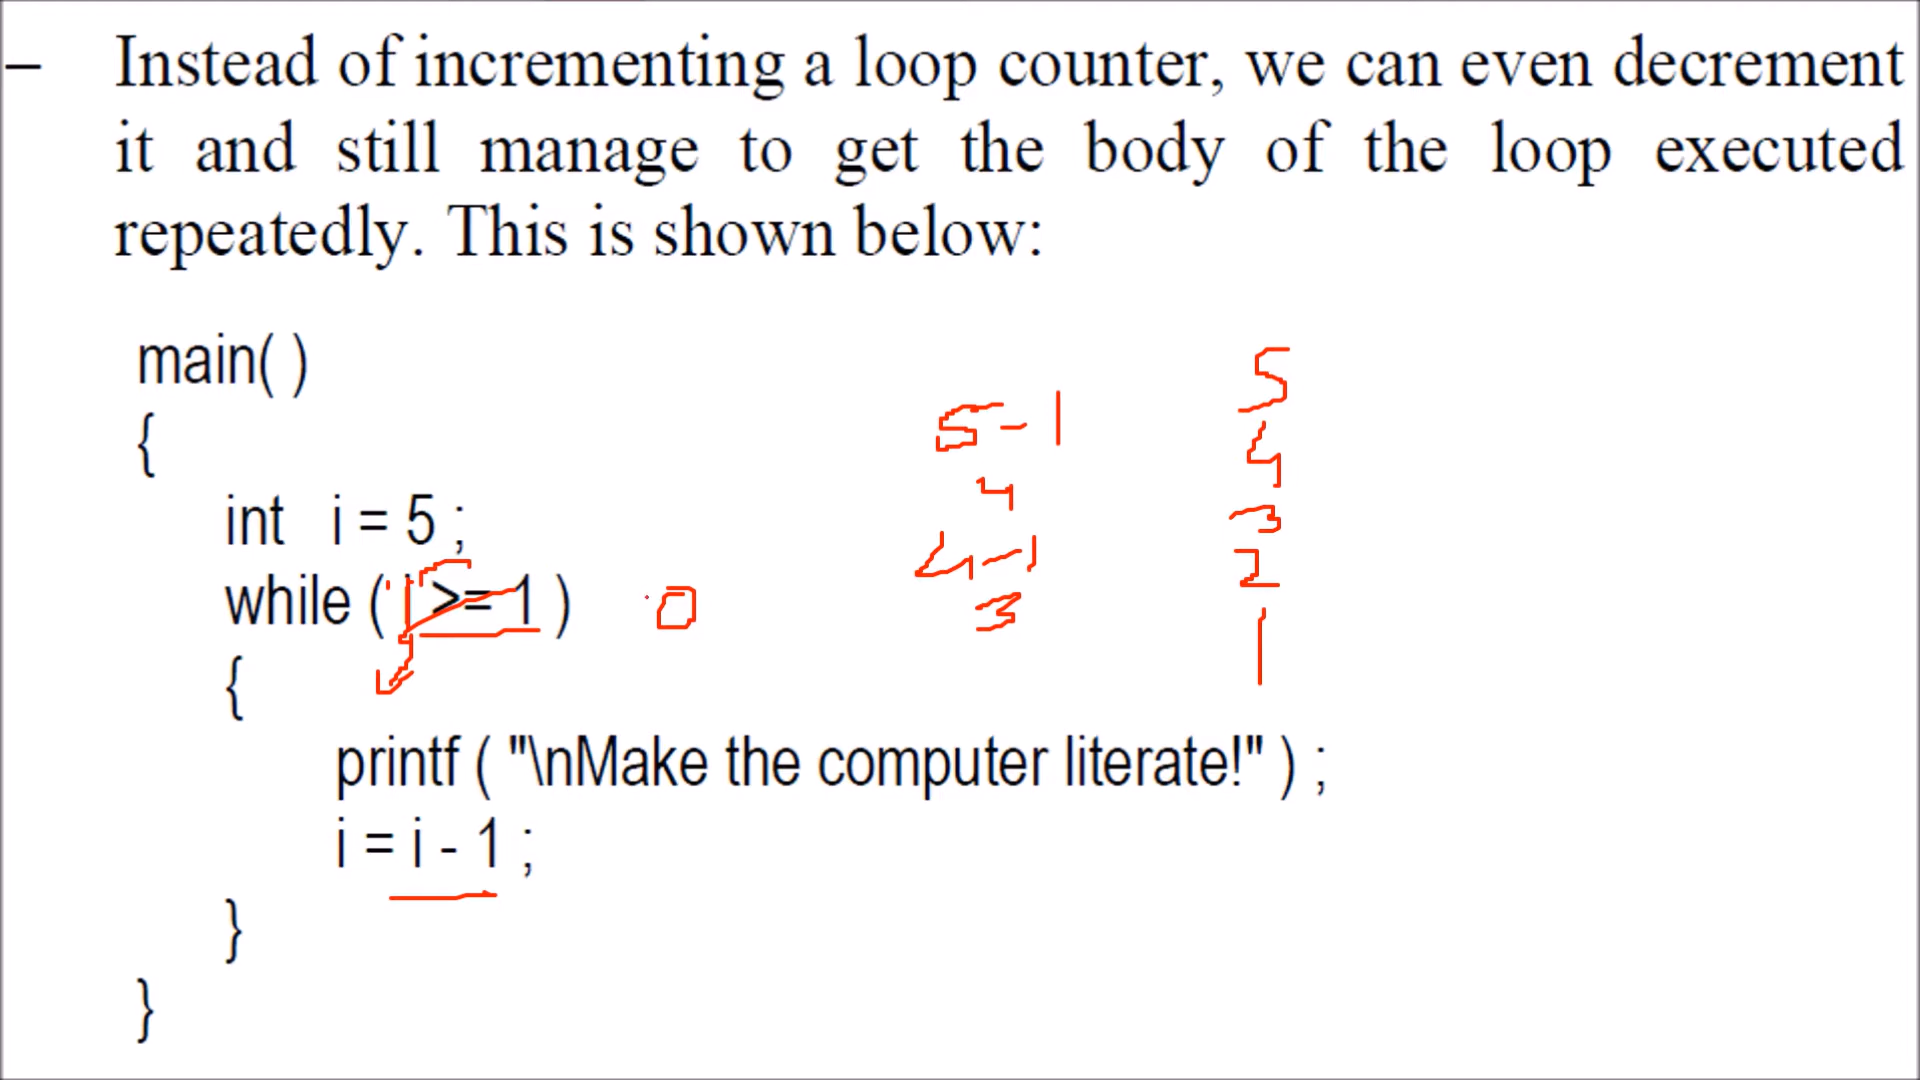 – Instead of incrementing a loop counter, we can even decrement
it and still manage to get the body of the loop executed
repeatedly. This is shown below:
main( )
{
int i = 5 ;
while ( i >= 1 )
{
printf ( "\nMake the computer literate!" ) ;
i = i - 1 ;
}
}
5 - 1
4
4 - 1
3
0
5
4
3
2
1